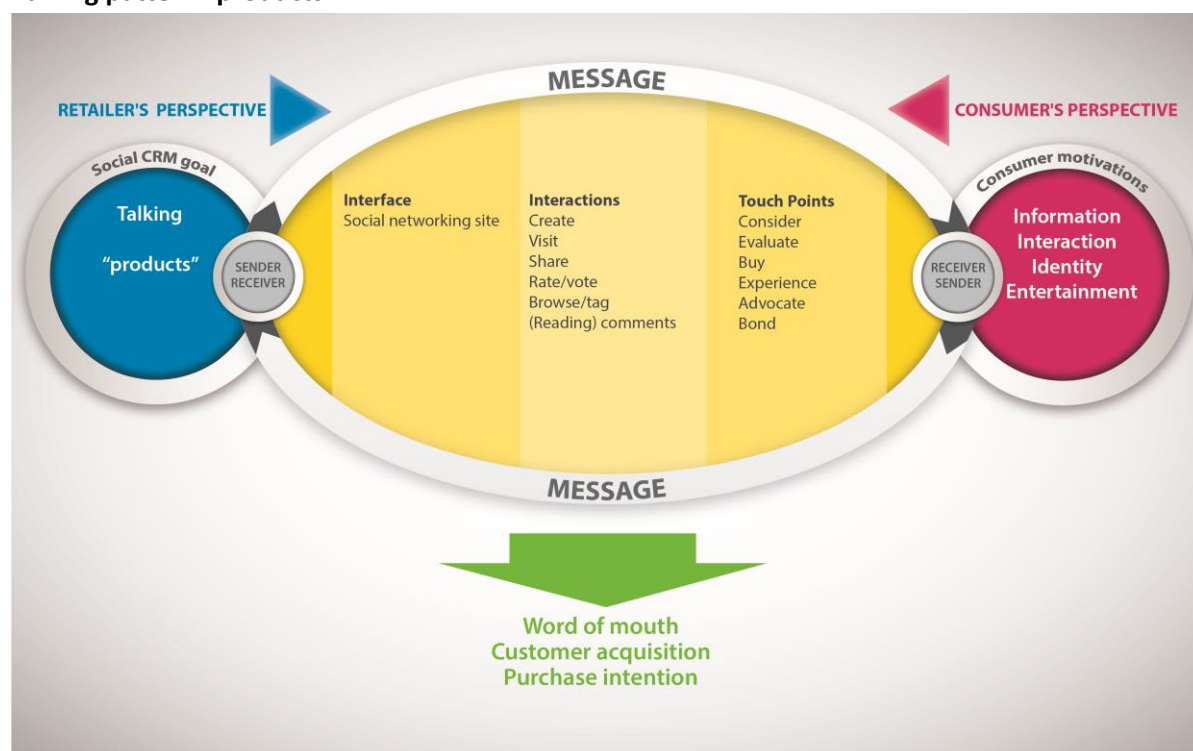 MESSAGE
RETAILER'S PERSPECTIVE
CONSUMER'S PERSPECTIVE
Social CRM goal
Talking
"products"
SENDER
RECEIVER
Interface
Social networking site
Interactions
Create
Visit
Share
Rate/vote
Browse/tag
(Reading) comments
Touch Points
Consider
Evaluate
Buy
Experience
Advocate
Bond
RECEIVER
SENDER
Consumer motivations
Information
Interaction
Identity
Entertainment
MESSAGE
Word of mouth
Customer acquisition
Purchase intention